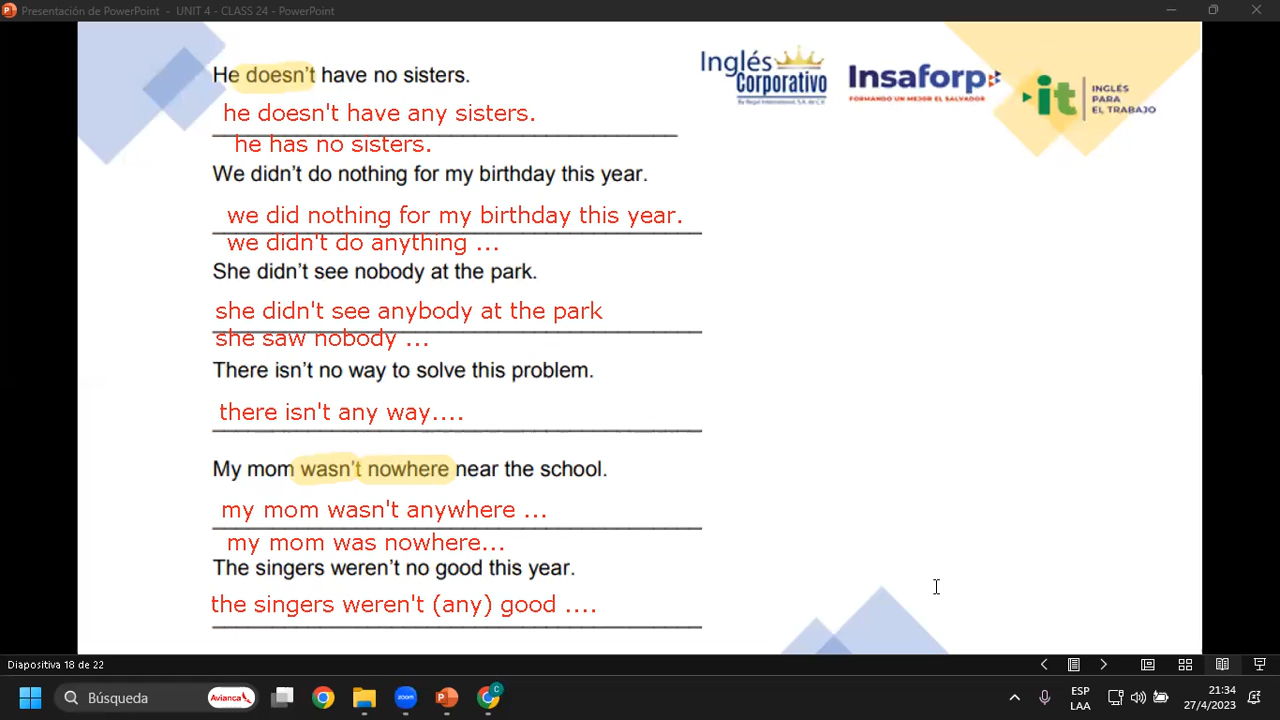 Presentación de PowerPoint - UNIT 4 - CLASS 24 - PowerPoint
He doesn't have no sisters.
he doesn't have any sisters.
he has no sisters.
We didn't do nothing for my birthday this year.
we did nothing for my birthday this year.
we didn't do anything ...
She didn't see nobody at the park.
she didn't see anybody at the park
she saw nobody ...
There isn't no way to solve this problem.
there isn't any way....
My mom wasn't nowhere near the school.
my mom wasn't anywhere ...
my mom was nowhere...
The singers weren't no good this year.
the singers weren't (any) good ....
Inglés
Corporativo
By Regal International, S.A. de C.V.
Insaforp
FORMANDO UN MEJOR EL SALVADOR
it
INGLÉS
PARA
EL TRABAJO
Diapositiva 18 de 22
Búsqueda
Avianca
C
ESP
LAA
21:34
27/4/2023